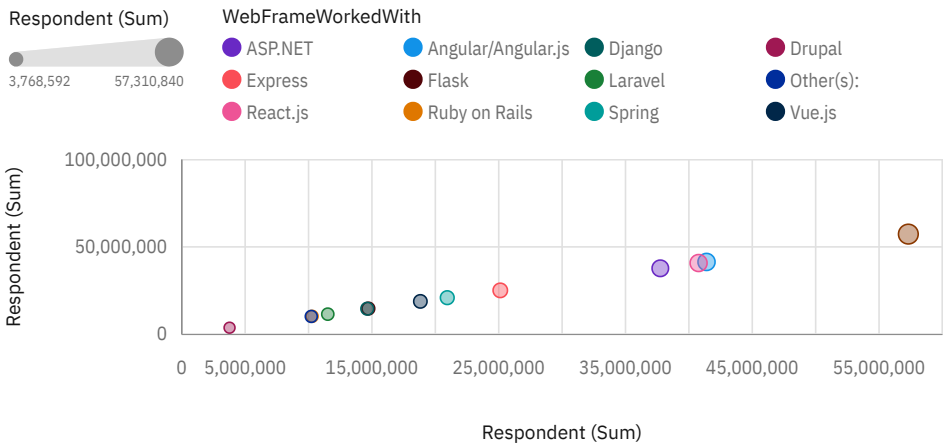 Respondent (Sum)
3,768,592 57,310,840
WebFrameWorkedWith
ASP.NET Angular/Angular.js Django Drupal
Express Flask Laravel Other(s):
React.js Ruby on Rails Spring Vue.js
Respondent (Sum)
100,000,000
50,000,000
0
0 5,000,000 15,000,000 25,000,000 35,000,000 45,000,000 55,000,000
Respondent (Sum)